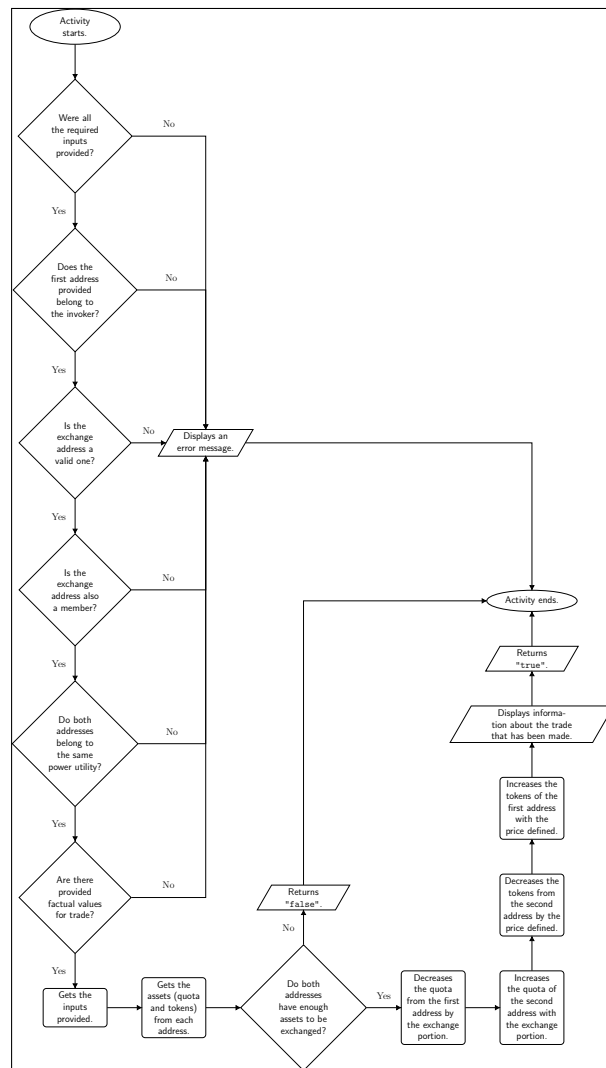 Activity
starts.
Were all
the required
inputs
provided?
No
Yes
Does the
first address
provided
belong to
the invoker?
No
Yes
Is the
exchange
address a
valid one?
No
Displays an
error message.
Yes
Is the
exchange
address also
a member?
No
Activity ends.
Yes
Returns
"true".
Do both
addresses
belong to
the same
power utility?
No
Displays informa-
tion about the trade
that has been made.
Yes
Increases the
tokens of the
first address
with the
price defined.
Are there
provided
factual values
for trade?
No
Returns
"false".
Decreases the
tokens from
the second
address by the
price defined.
Yes
No
Gets the
inputs
provided.
Gets the
assets (quota
and tokens)
from each
address.
Do both
addresses
have enough
assets to be
exchanged?
Yes
Decreases
the quota
from the first
address by
the exchange
portion.
Increases
the quota of
the second
address with
the exchange
portion.